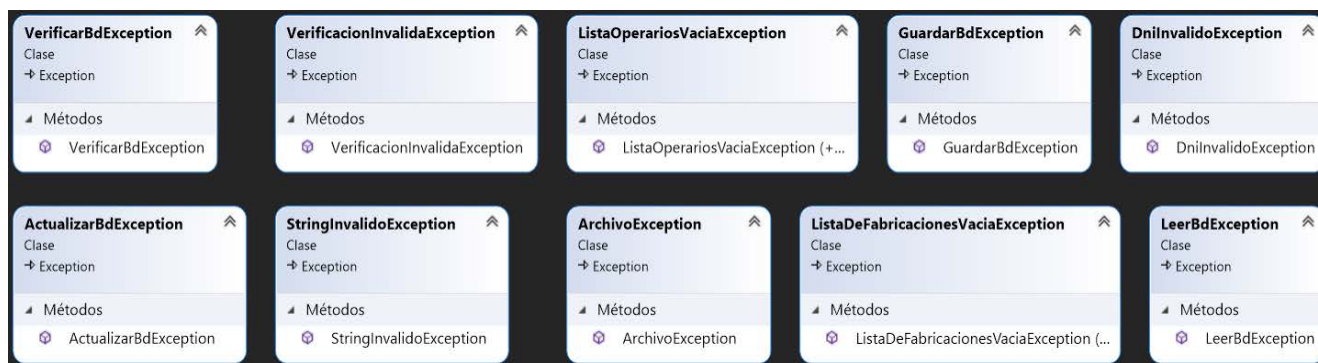 VerificarBdException
Clase
Exception
Métodos
VerificarBdException
VerificacionInvalidaException
Clase
Exception
Métodos
VerificacionInvalidaException
ListaOperariosVaciaException
Clase
Exception
Métodos
ListaOperariosVaciaException (+...
GuardarBdException
Clase
Exception
Métodos
GuardarBdException
DniInvalidoException
Clase
Exception
Métodos
DniInvalidoException
ActualizarBdException
Clase
Exception
Métodos
ActualizarBdException
StringInvalidoException
Clase
Exception
Métodos
StringInvalidoException
ArchivoException
Clase
Exception
Métodos
ArchivoException
ListaDeFabricacionesVaciaException
Clase
Exception
Métodos
ListaDeFabricacionesVaciaException (...
LeerBdException
Clase
Exception
Métodos
LeerBdException